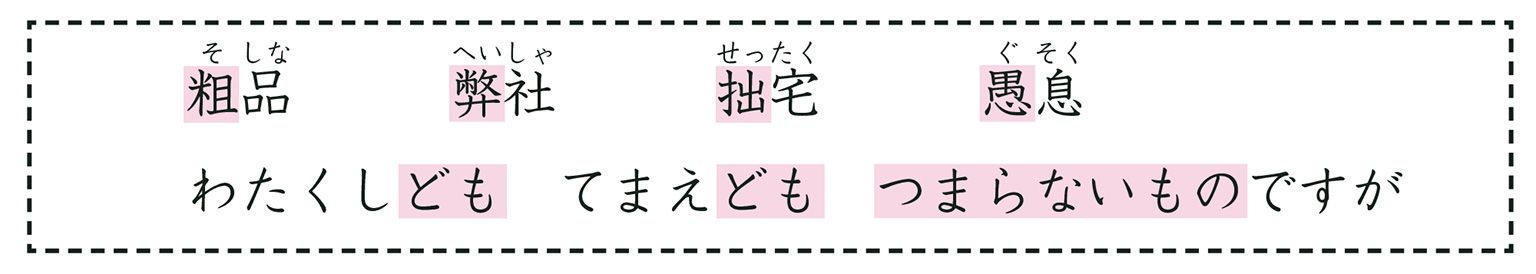 そしな へいしゃ せったく ぐそく
粗品 弊社 拙宅 愚息
わたくしども てまえども つまらないものですが